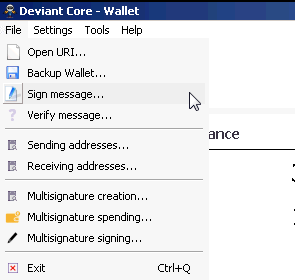 Deviant Core - Wallet
File Settings Tools Help
Open URI...
Backup Wallet...
Sign message...
Verify message...
ance
Sending addresses...
Receiving addresses...
Multisignature creation...
Multisignature spending...
Multisignature signing...
Exit Ctrl+Q